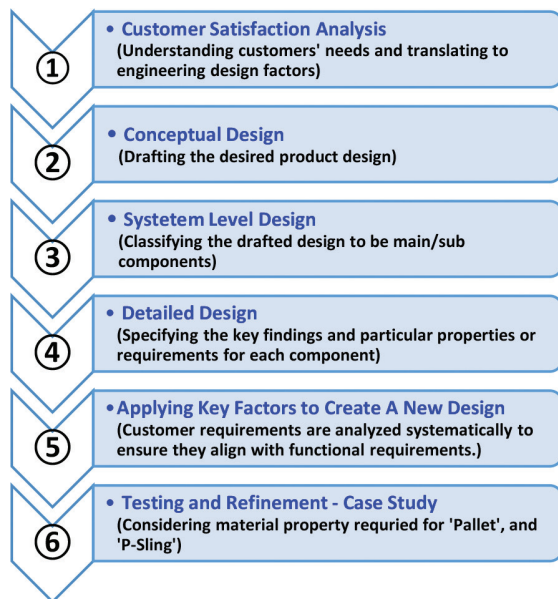 1
• Customer Satisfaction Analysis
(Understanding customers' needs and translating to
engineering design factors)
2
• Conceptual Design
(Drafting the desired product design)
3
• Systetem Level Design
(Classifying the drafted design to be main/sub
components)
4
• Detailed Design
(Specifying the key findings and particular properties or
requirements for each component)
5
•Applying Key Factors to Create A New Design
(Customer requirements are analyzed systematically to
ensure they align with functional requirements.)
6
• Testing and Refinement - Case Study
(Considering material property requried for 'Pallet', and
'P-Sling')